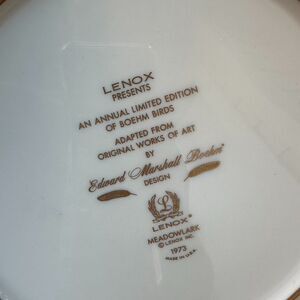 LENOX
PRESENTS
AN ANNUAL LIMITED EDITION
OF BOEHM BIRDS
ADAPTED FROM
ORIGINAL WORKS OF ART
BY
Edward Marshall Boehm®
DESIGN
L
LENOX®
MEADOWLARK
© LENOX INC.
1973
MADE IN U.S.A.